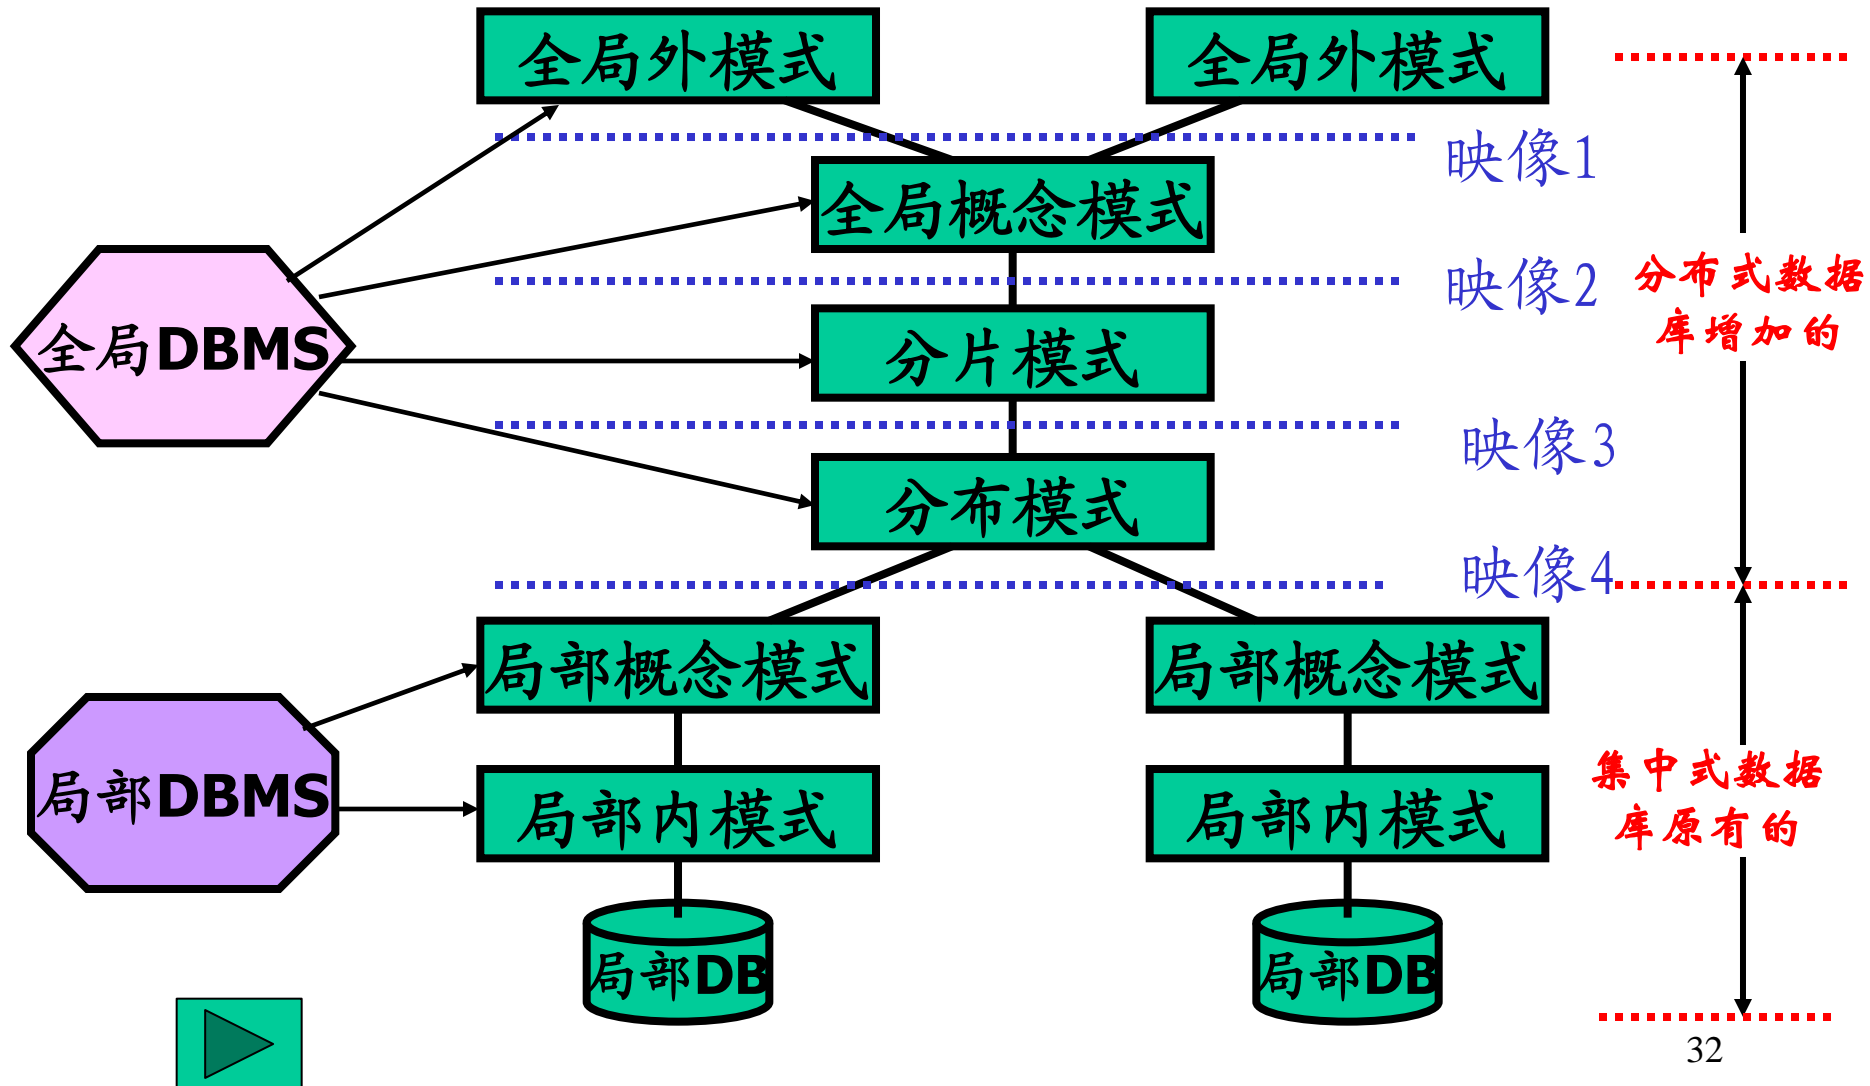 全局外模式
全局外模式
映像1
全局概念模式
映像2
分布式数据
库增加的
全局DBMS
分片模式
映像3
分布模式
映像4
局部概念模式
局部概念模式
局部DBMS
局部内模式
局部内模式
集中式数据
库原有的
局部DB
局部DB
32